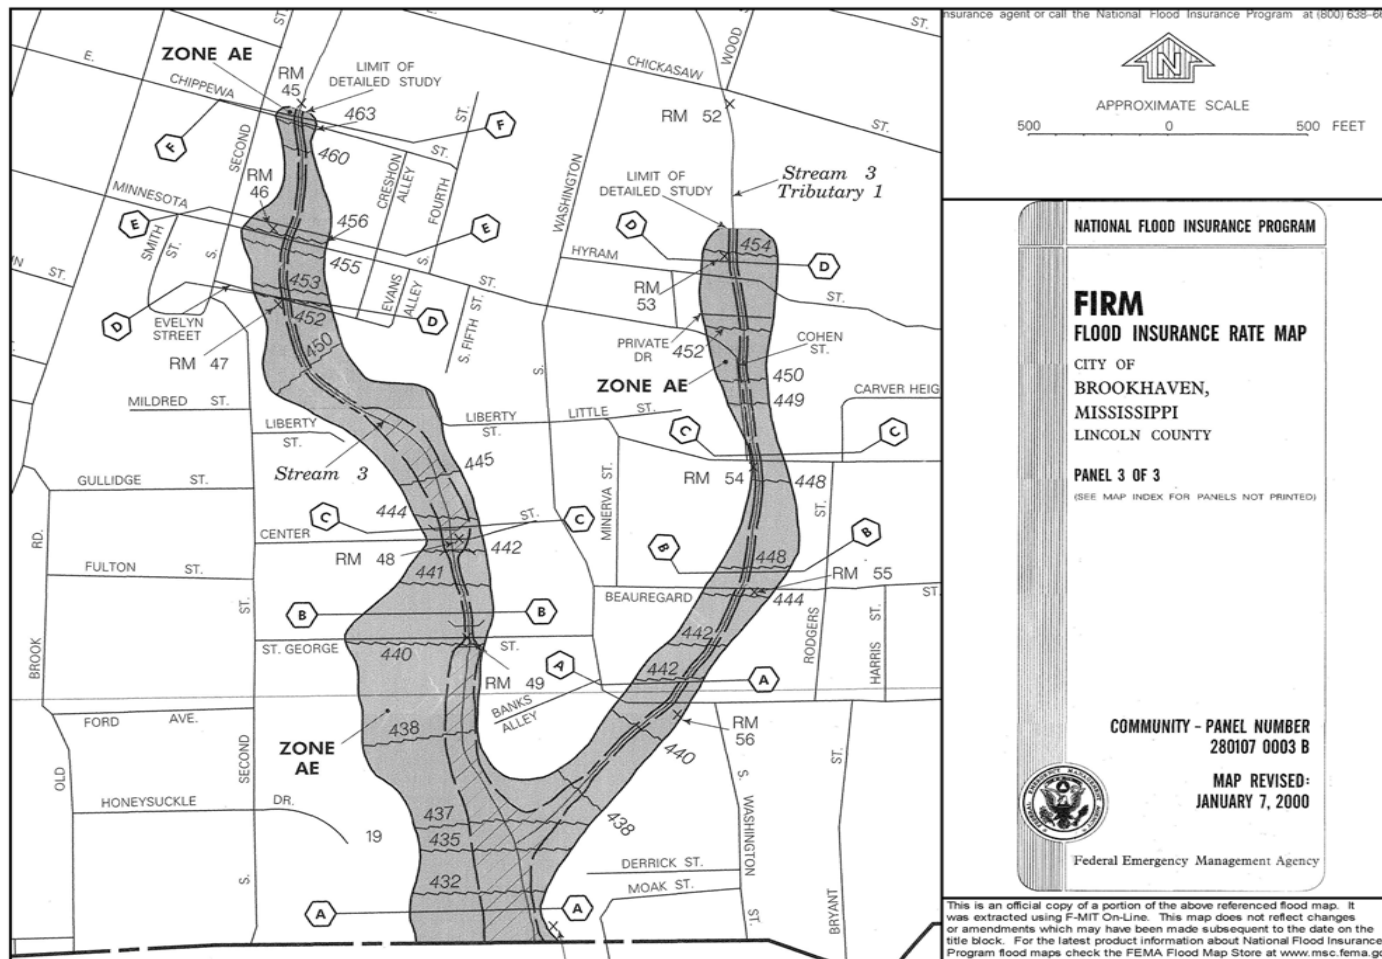 ZONE AE
E.
CHIPPEWA
ST.
RM
45
LIMIT OF
DETAILED STUDY
463
ST.
F
F
460
SECOND
RM
46
CRESHON
ALLEY
FOURTH
S.
MINNESOTA
E
E
456
455
SMITH
ST.
S.
ST.
453
D
D
EVELYN
STREET
452
EVANS
ALLEY
S. FIFTH ST.
450
RM 47
MILDRED ST.
LIBERTY
ST.
LIBERTY
ST.
LITTLE ST.
Stream 3
445
GULLIDGE ST.
444
C
C
CENTER
ST.
RM 48
442
441
FULTON ST.
B
B
ST. GEORGE
ST.
440
RM 49
FORD AVE.
438
ZONE
AE
BANKS
ALLEY
HONEYSUCKLE DR.
19
437
435
432
A
A
OLD
BROOK
RD.
S.
SECOND
ST.
WASHINGTON
S.
CHICKASAW
ST.
ST.
WOOD
RM 52
Stream 3
Tributary 1
LIMIT OF
DETAILED STUDY
D
454
D
HYRAM
ST.
RM
53
PRIVATE
DR
452
COHEN
ST.
ZONE AE
450
449
CARVER HEIG
C
C
RM 54
448
MINERVA ST.
ST.
RODGERS
B
B
448
RM 55
BEAUREGARD
444
ST.
HARRIS ST.
442
A
442
A
RM
56
440
438
S. WASHINGTON
ST.
DERRICK ST.
MOAK ST.
BRYANT
ST.
nsurance agent or call the National Flood Insurance Program at (800) 638-66
N
APPROXIMATE SCALE
500 0 500 FEET
NATIONAL FLOOD INSURANCE PROGRAM
FIRM
FLOOD INSURANCE RATE MAP
CITY OF
BROOKHAVEN,
MISSISSIPPI
LINCOLN COUNTY
PANEL 3 OF 3
(SEE MAP INDEX FOR PANELS NOT PRINTED)
COMMUNITY - PANEL NUMBER
280107 0003 B
MAP REVISED:
JANUARY 7, 2000
Federal Emergency Management Agency
This is an official copy of a portion of the above referenced flood map. It
was extracted using F-MIT On-Line. This map does not reflect changes
or amendments which may have been made subsequent to the date on the
title block. For the latest product information about National Flood Insurance
Program flood maps check the FEMA Flood Map Store at www.msc.fema.go